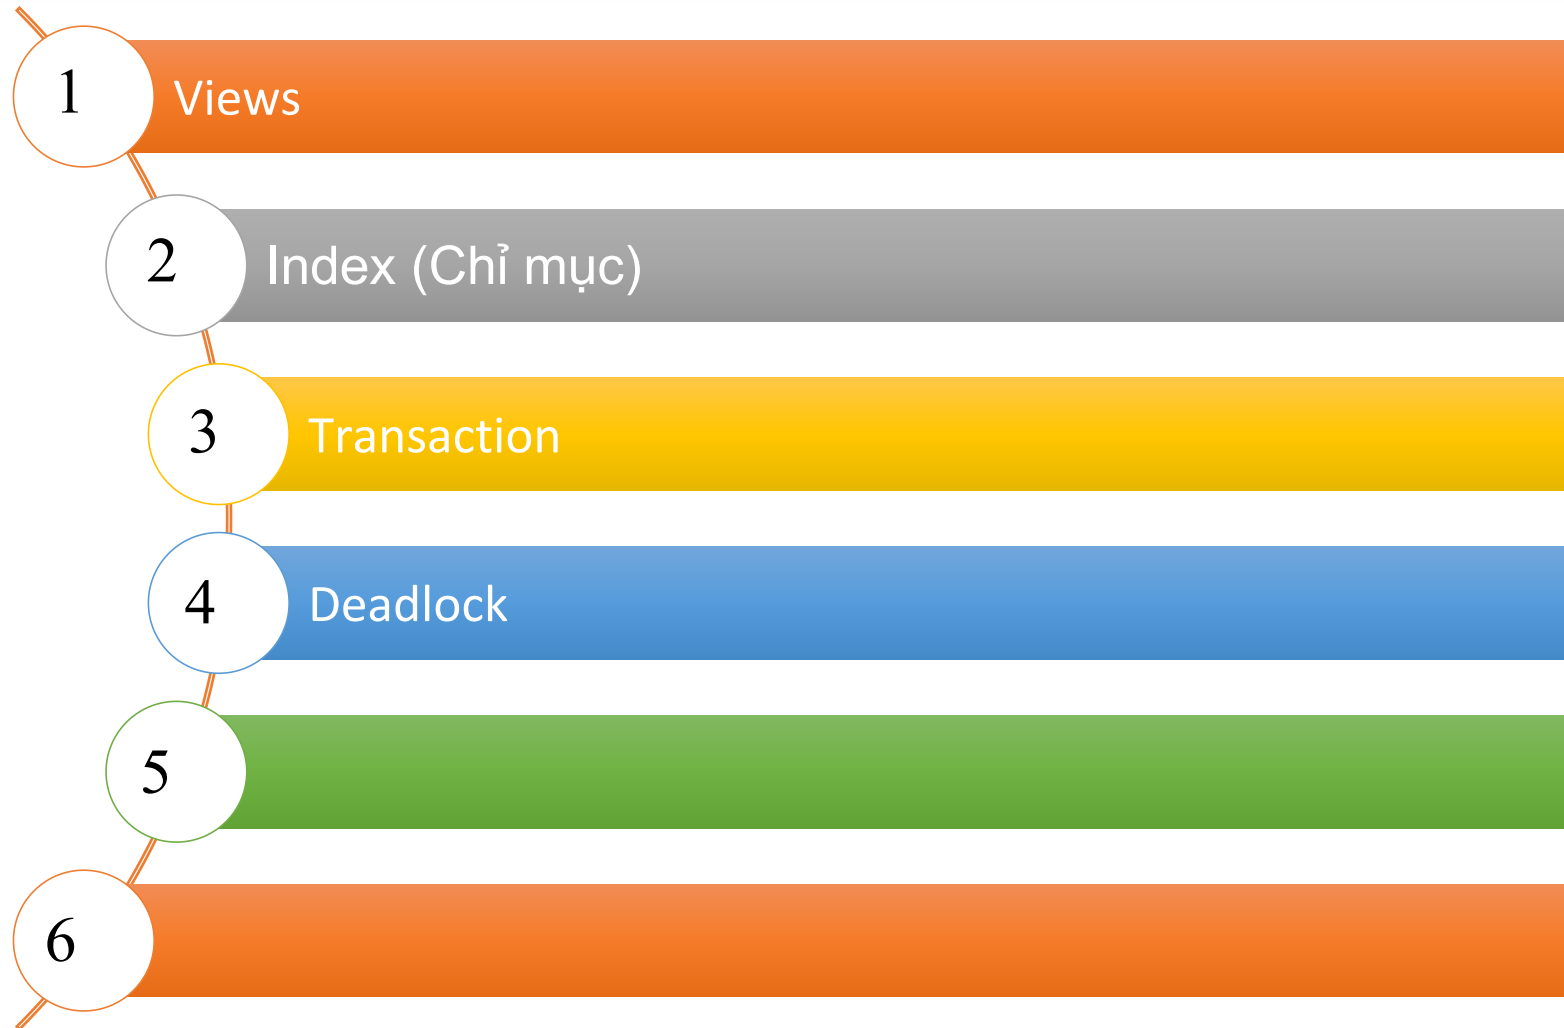 1
Views
2
Index (Chỉ mục)
3
Transaction
4
Deadlock
5
6